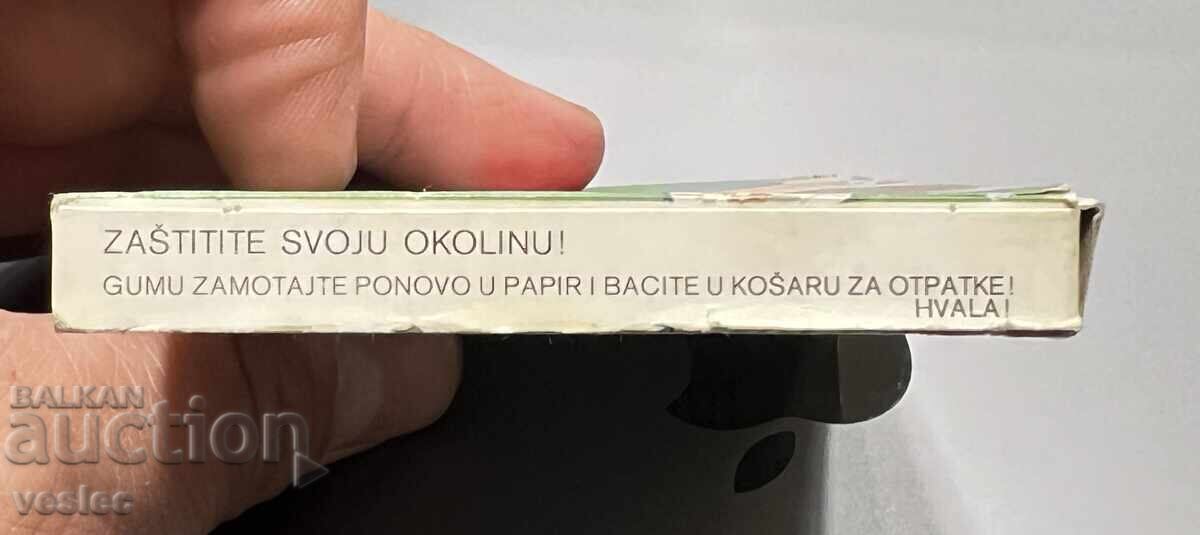 ZAŠTITITE SVOJU OKOLINU!
GUMU ZAMOTAJTE PONOVO U PAPIR I BACITE U KOŠARU ZA OTPATKE!
HVALA!
BALKAN
auction
veslec